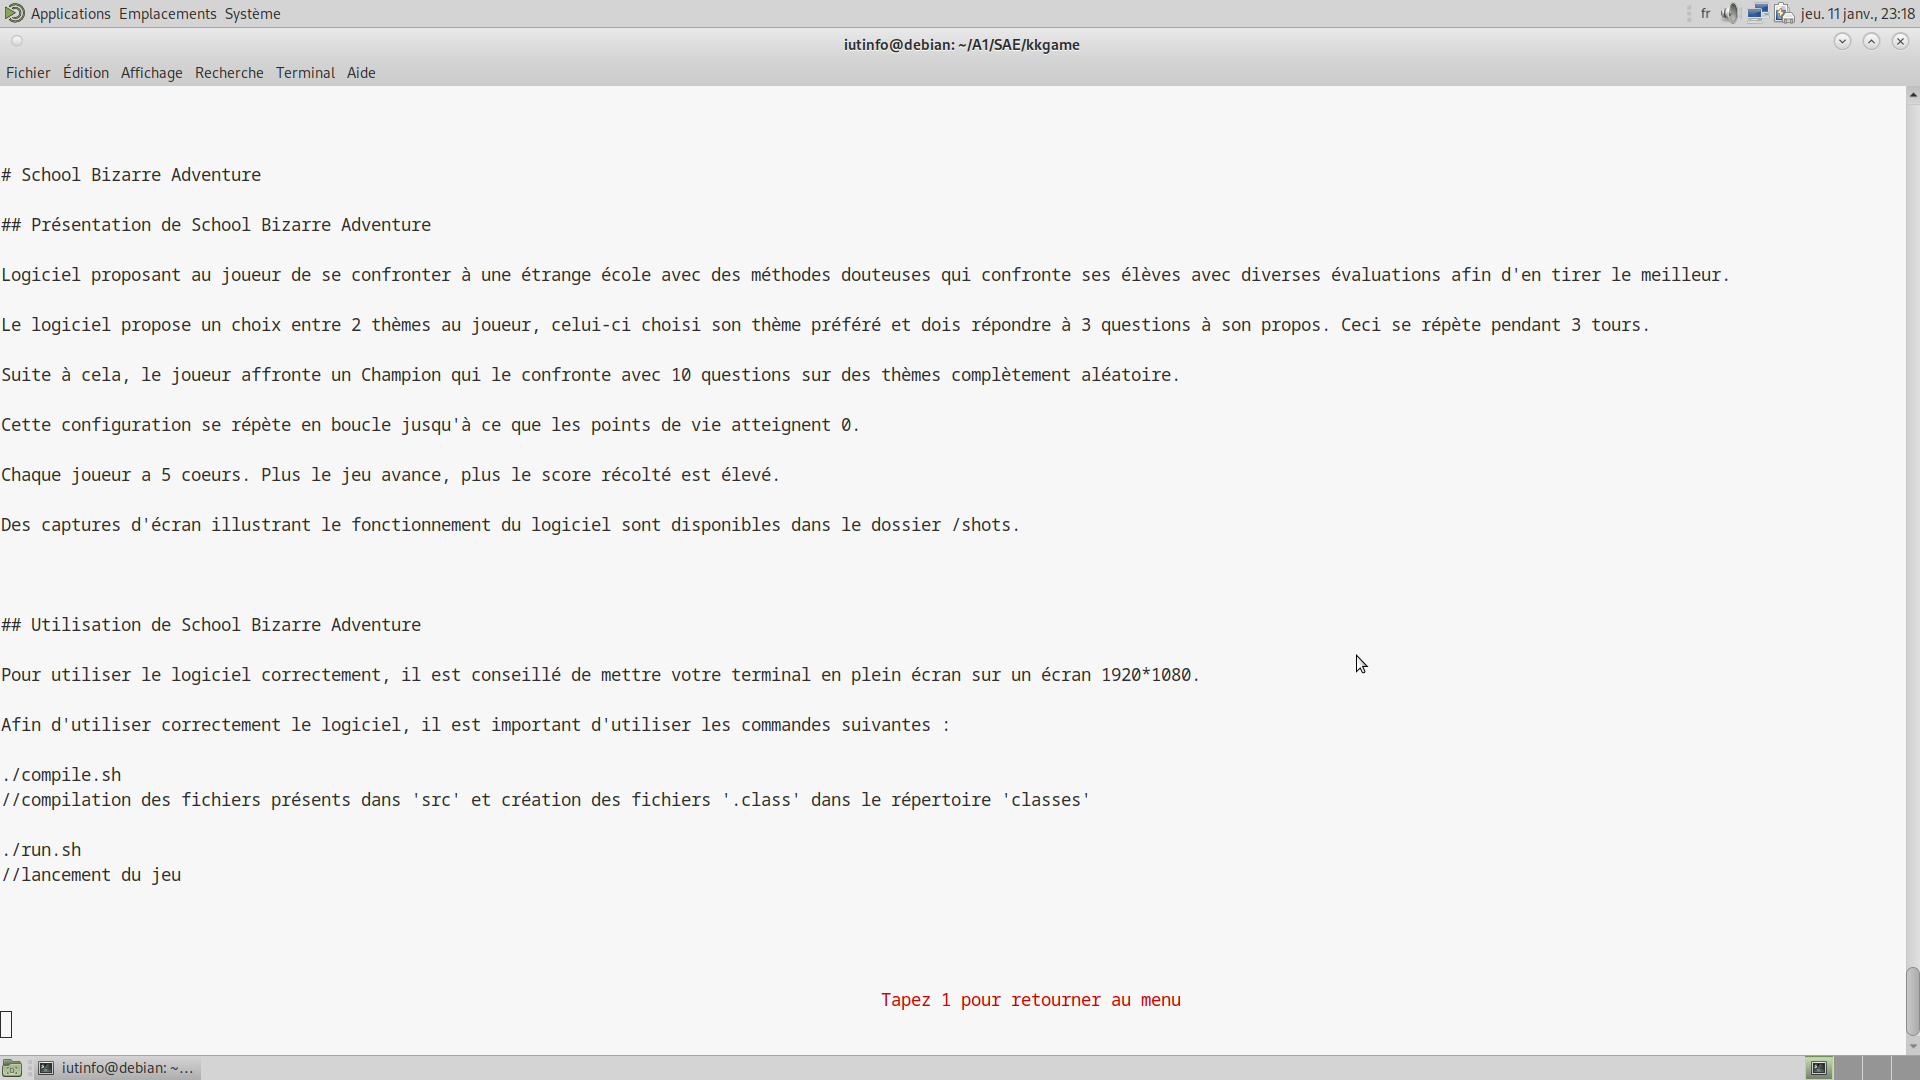 Applications Emplacements Système
fr jeu. 11 janv., 23:18
iutinfo@debian: ~/A1/SAE/kkgame
Fichier Édition Affichage Recherche Terminal Aide
# School Bizarre Adventure
## Présentation de School Bizarre Adventure
Logiciel proposant au joueur de se confronter à une étrange école avec des méthodes douteuses qui confronte ses élèves avec diverses évaluations afin d'en tirer le meilleur.
Le logiciel propose un choix entre 2 thèmes au joueur, celui-ci choisi son thème préféré et dois répondre à 3 questions à son propos. Ceci se répète pendant 3 tours.
Suite à cela, le joueur affronte un Champion qui le confronte avec 10 questions sur des thèmes complètement aléatoire.
Cette configuration se répète en boucle jusqu'à ce que les points de vie atteignent 0.
Chaque joueur a 5 coeurs. Plus le jeu avance, plus le score récolté est élevé.
Des captures d'écran illustrant le fonctionnement du logiciel sont disponibles dans le dossier /shots.
## Utilisation de School Bizarre Adventure
Pour utiliser le logiciel correctement, il est conseillé de mettre votre terminal en plein écran sur un écran 1920*1080.
Afin d'utiliser correctement le logiciel, il est important d'utiliser les commandes suivantes :
./compile.sh
//compilation des fichiers présents dans 'src' et création des fichiers '.class' dans le répertoire 'classes'
./run.sh
//lancement du jeu
Tapez 1 pour retourner au menu
iutinfo@debian: ~...